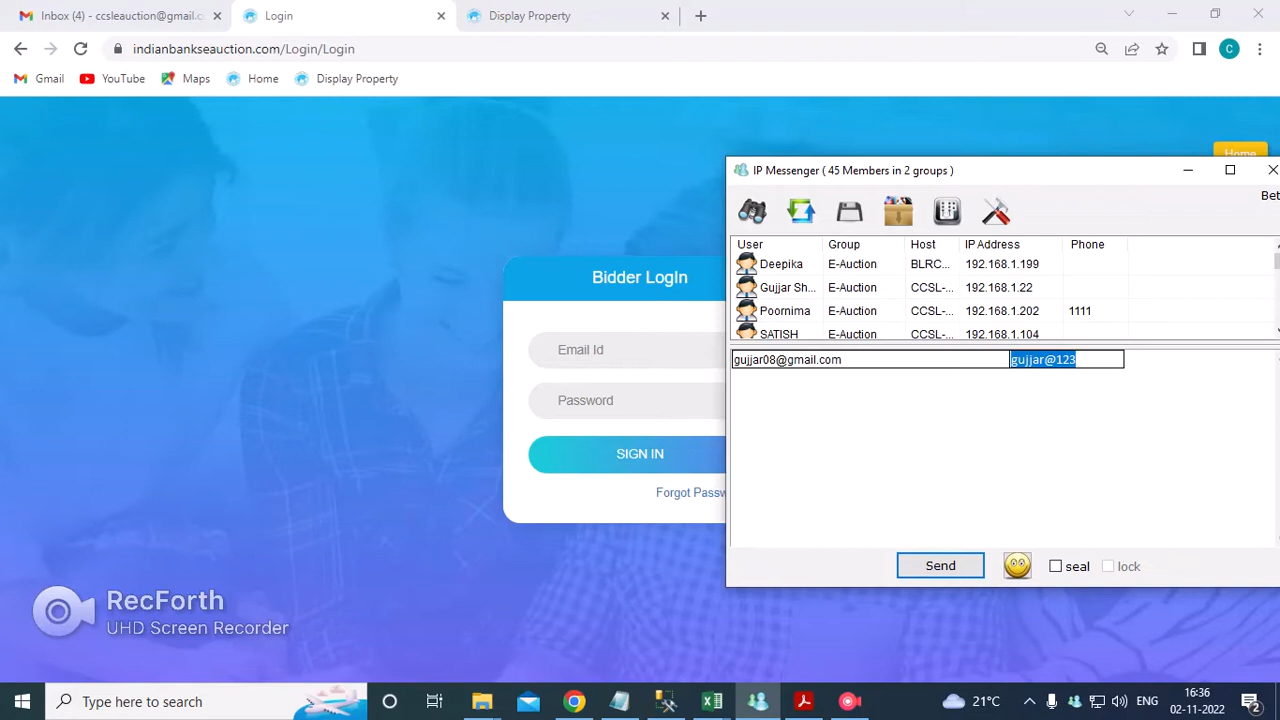 Inbox (4) - ccsleauction@gmail.c
Login
Display Property
indianbankseauction.com/Login/Login
C
Gmail
YouTube
Maps
Home
Display Property
Home
IP Messenger ( 45 Members in 2 groups )
Bet
User Group Host IP Address Phone
Deepika E-Auction BLRC... 192.168.1.199
Gujjar Sh... E-Auction CCSL-... 192.168.1.22
Poornima E-Auction CCSL-... 192.168.1.202 1111
SATISH E-Auction CCSL-... 192.168.1.104
gujjar08@gmail.com gujjar@123
Send seal lock
Bidder LogIn
Email Id
Password
SIGN IN
Forgot Passw
RecForth
UHD Screen Recorder
Type here to search
21°C
ENG
16:36
02-11-2022
2